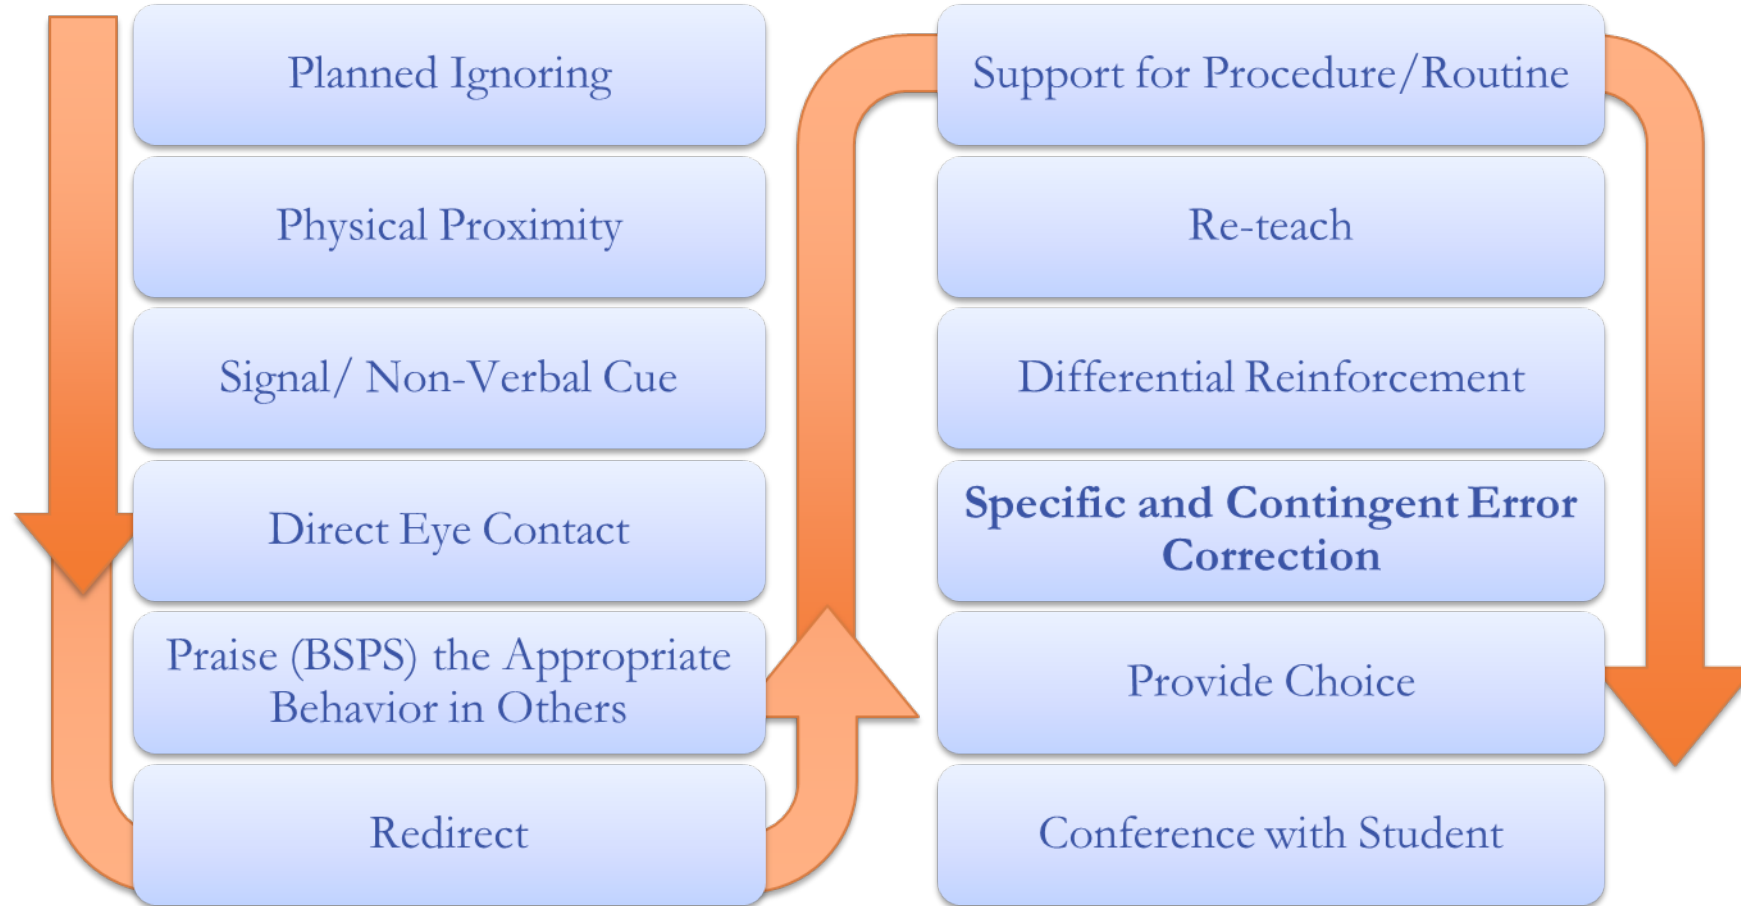 Planned Ignoring
Physical Proximity
Signal/ Non-Verbal Cue
Direct Eye Contact
Praise (BSPS) the Appropriate
Behavior in Others
Redirect
Support for Procedure/Routine
Re-teach
Differential Reinforcement
Specific and Contingent Error
Correction
Provide Choice
Conference with Student